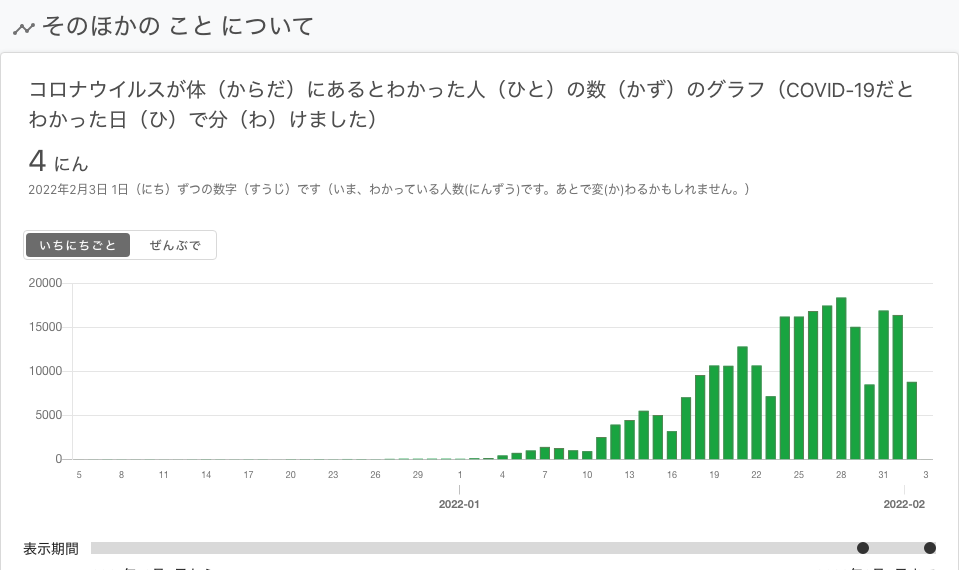 そのほかの こと について
コロナウイルスが体（からだ）にあるとわかった人（ひと）の数（かず）のグラフ（COVID-19だと
わかった日（ひ）で分（わ）けました）
4 にん
2022年2月3日 1日（にち）ずつの数字（すうじ）です（いま、わかっている人数(にんずう)です。あとで変(か)わるかもしれません。）
いちにちごと ぜんぶで
20000
15000
10000
5000
0
5 8 11 14 17 20 23 26 29 1 4 7 10 13 16 19 22 25 28 31 3
2022-01 2022-02
表示期間